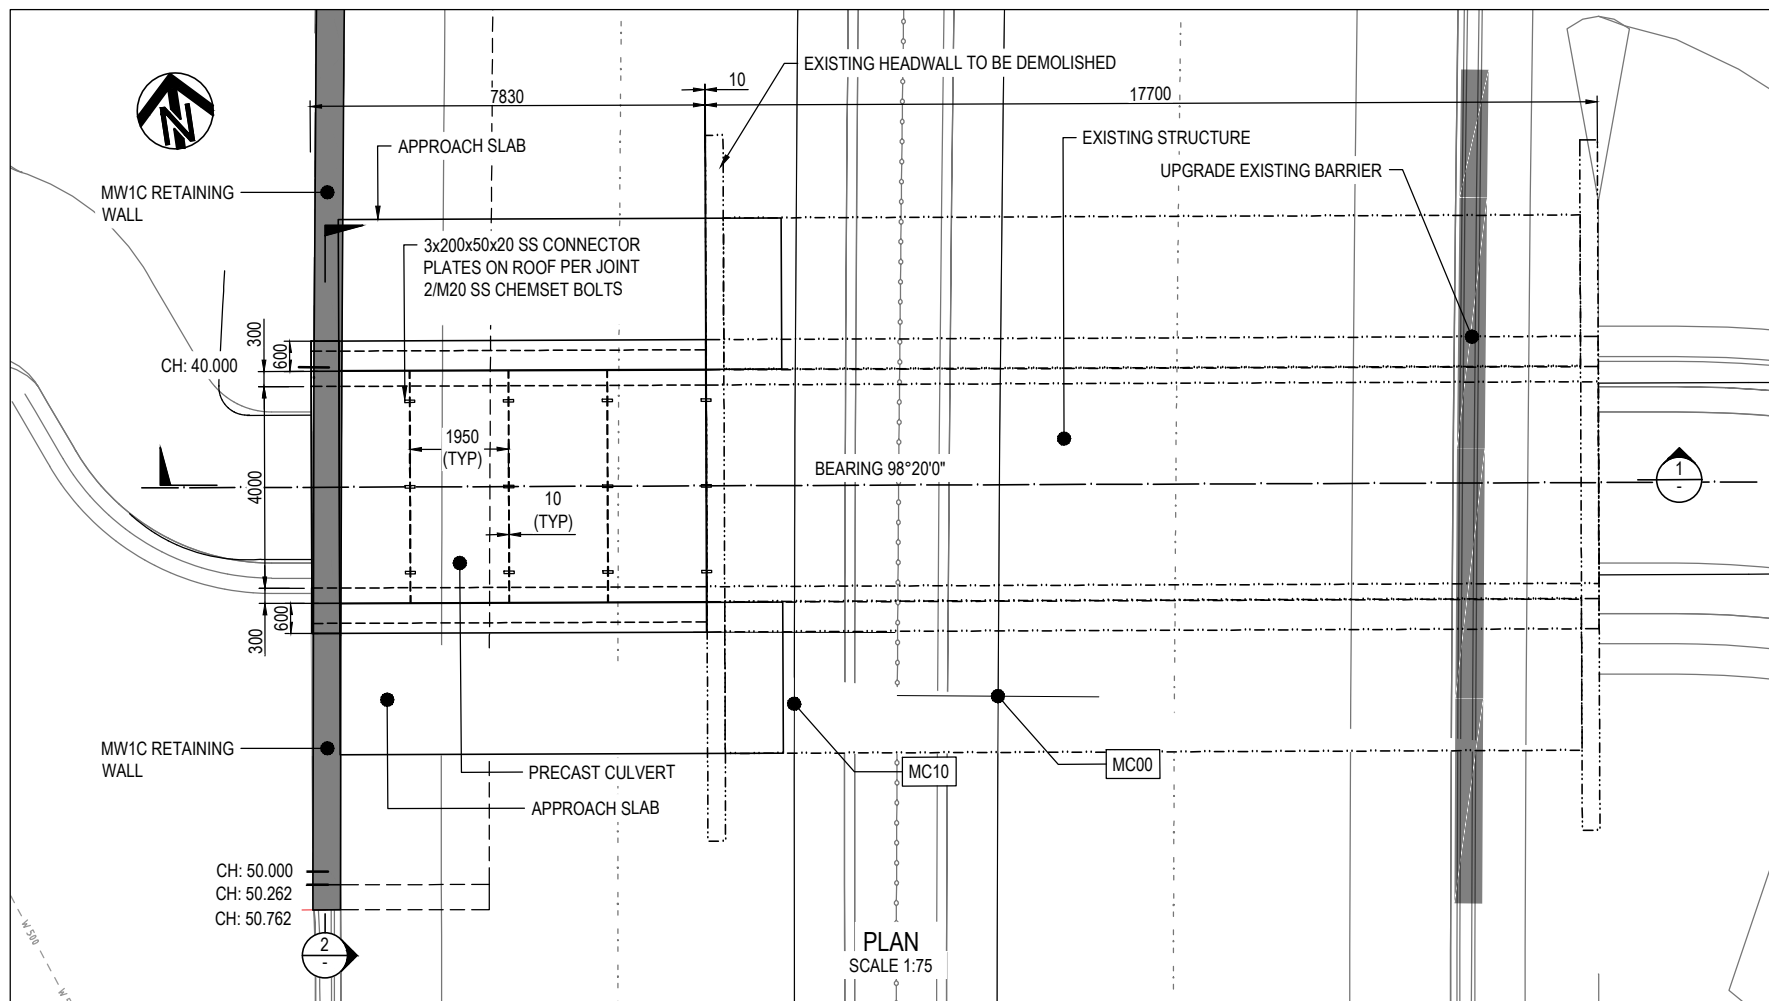 EXISTING HEADWALL TO BE DEMOLISHED
10
7830
17700
N
APPROACH SLAB
EXISTING STRUCTURE
UPGRADE EXISTING BARRIER
MW1C RETAINING
WALL
3x200x50x20 SS CONNECTOR
PLATES ON ROOF PER JOINT
2/M20 SS CHEMSET BOLTS
300
600
CH: 40.000
1950
(TYP)
BEARING 98°20'0"
1
-
4000
10
(TYP)
600
300
MW1C RETAINING
WALL
PRECAST CULVERT
MC10
MC00
APPROACH SLAB
CH: 50.000
CH: 50.262
CH: 50.762
2
-
PLAN
SCALE 1:75
W 500